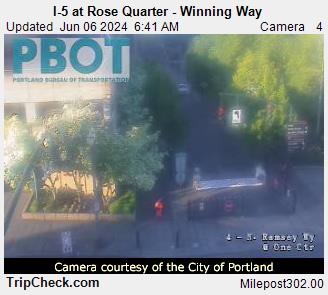 I-5 at Rose Quarter - Winning Way
Updated Jun 06 2024 6:41 AM Camera 4
PBOT
PORTLAND BUREAU OF TRANSPORTATION
4 - N. Ramsey Wy
W One Ctr
Camera courtesy of the City of Portland
TripCheck.com Milepost302.00